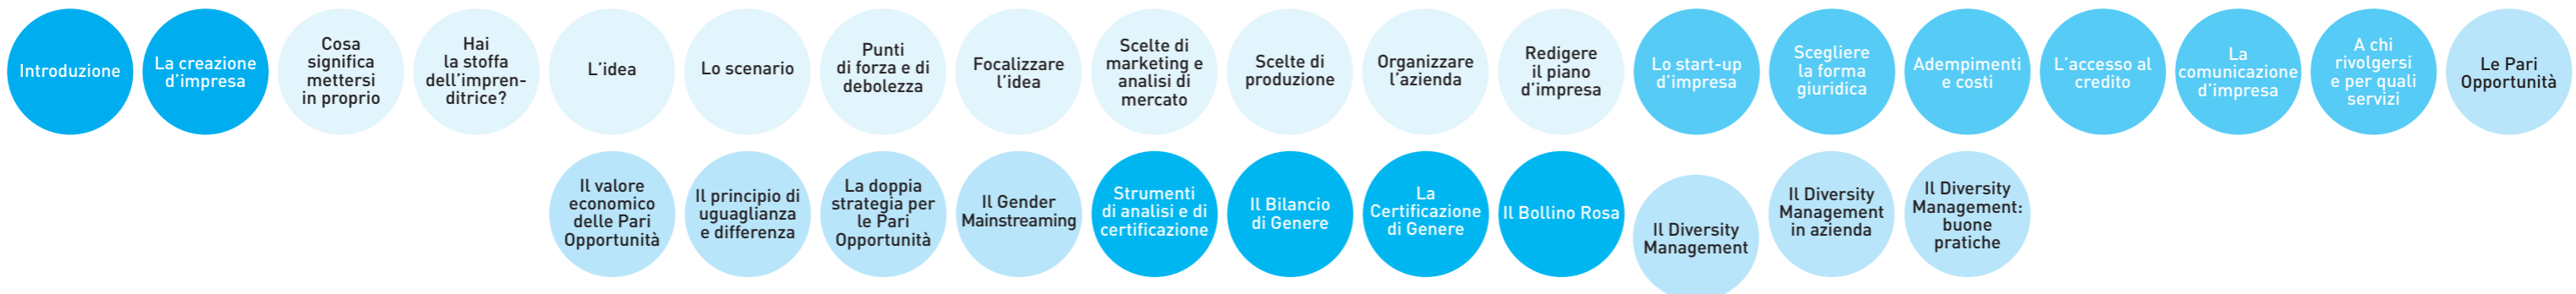 Introduzione
La creazione
d'impresa
Cosa
significa
mettersi
in proprio
Hai
la stoffa
dell'impren-
ditrice?
L'idea
Lo scenario
Punti
di forza e di
debolezza
Focalizzare
l'idea
Scelte di
marketing e
analisi di
mercato
Scelte di
produzione
Organizzare
l'azienda
Redigere
il piano
d'impresa
Lo start-up
d'impresa
Scegliere
la forma
giuridica
Adempimenti
e costi
L'accesso al
credito
La
comunicazione
d'impresa
A chi
rivolgersi
e per quali
servizi
Le Pari
Opportunità
Il valore
economico
delle Pari
Opportunità
Il principio di
uguaglianza
e differenza
La doppia
strategia per
le Pari
Opportunità
Il Gender
Mainstreaming
Strumenti
di analisi e di
certificazione
Il Bilancio
di Genere
La
Certificazione
di Genere
Il Bollino Rosa
Il Diversity
Management
Il Diversity
Management
in azienda
Il Diversity
Management:
buone
pratiche